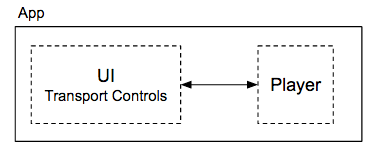 App
UI
Transport Controls
Player